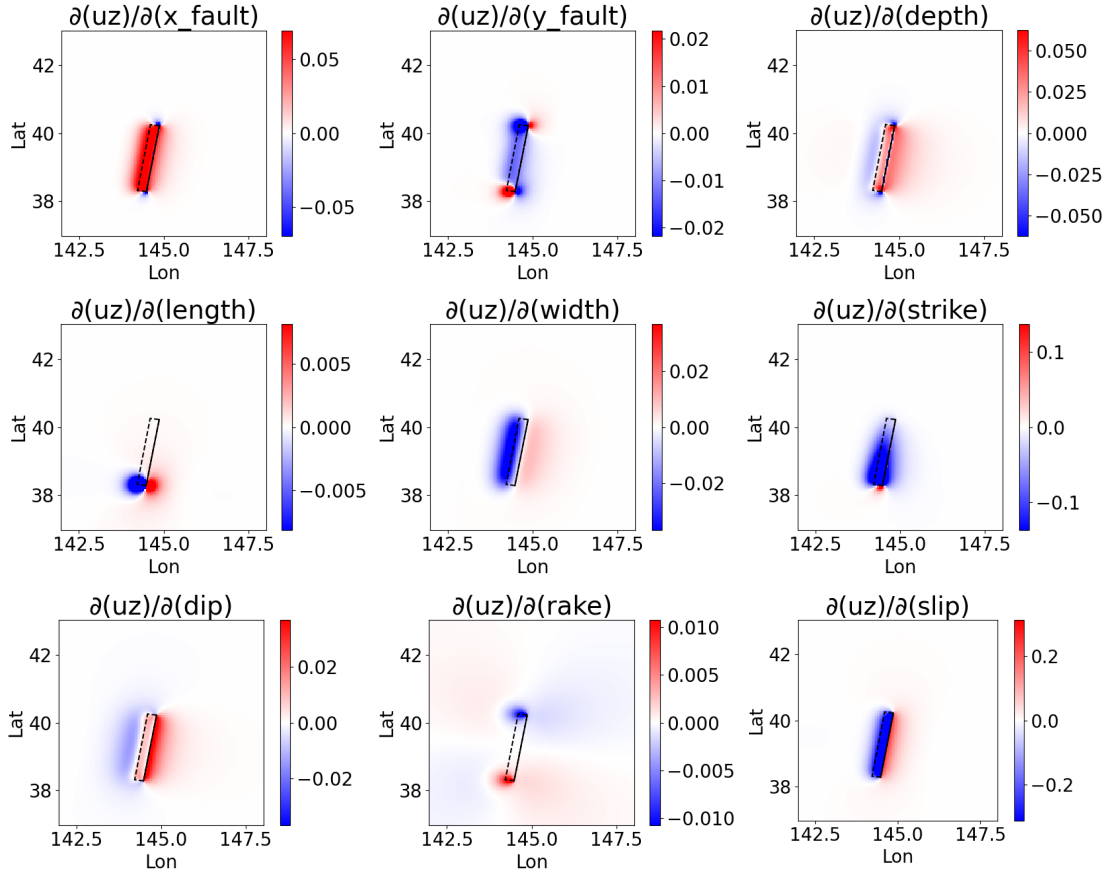 ∂(uz)/∂(x_fault) ∂(uz)/∂(y_fault) ∂(uz)/∂(depth)
42 42 42
40 40 40
38 38 38
Lat Lat Lat
142.5 145.0 147.5 142.5 145.0 147.5 142.5 145.0 147.5
Lon Lon Lon
0.05 0.02 0.050
0.00 0.01 0.025
−0.05 0.00 0.000
−0.01 −0.025
−0.02 −0.050
∂(uz)/∂(length) ∂(uz)/∂(width) ∂(uz)/∂(strike)
42 42 42
40 40 40
38 38 38
Lat Lat Lat
142.5 145.0 147.5 142.5 145.0 147.5 142.5 145.0 147.5
Lon Lon Lon
0.005 0.02 0.1
0.000 0.00 0.0
−0.005 −0.02 −0.1
∂(uz)/∂(dip) ∂(uz)/∂(rake) ∂(uz)/∂(slip)
42 42 42
40 40 40
38 38 38
Lat Lat Lat
142.5 145.0 147.5 142.5 145.0 147.5 142.5 145.0 147.5
Lon Lon Lon
0.02 0.010 0.2
0.00 0.005 0.0
−0.02 0.000 −0.2
−0.005
−0.010